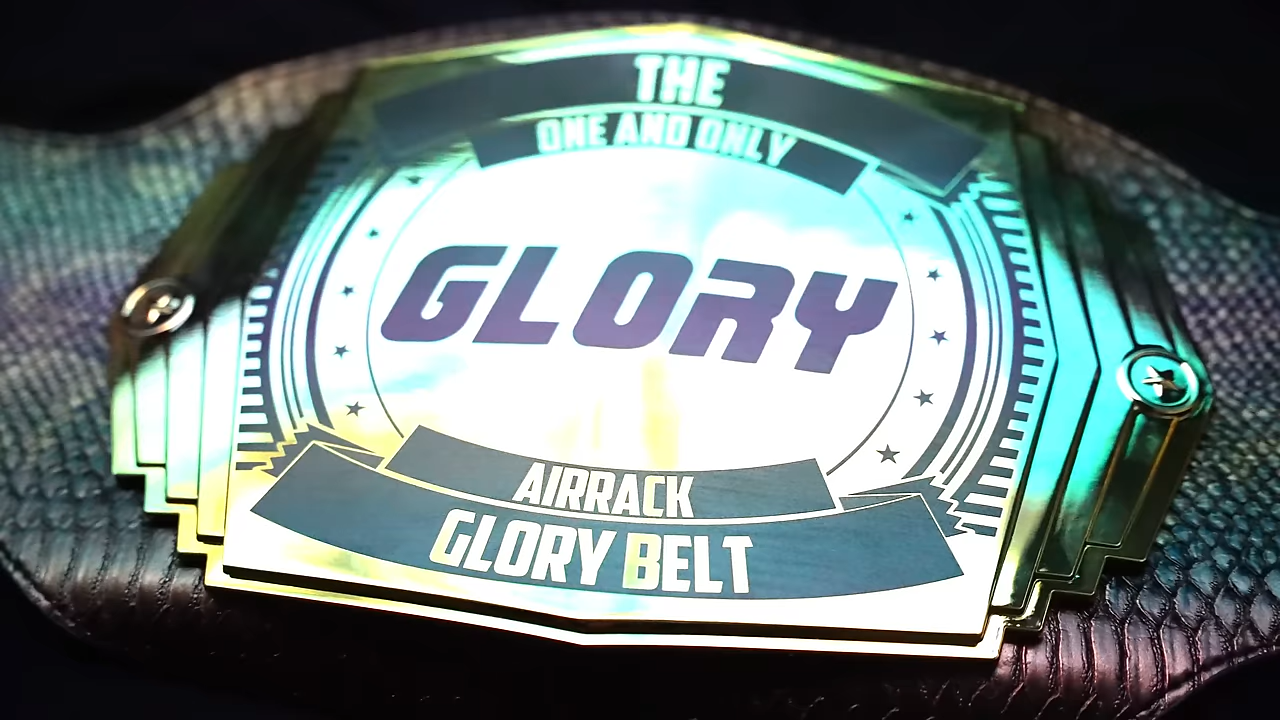 THE
ONE AND ONLY
GLORY
AIRRACK
GLORY BELT